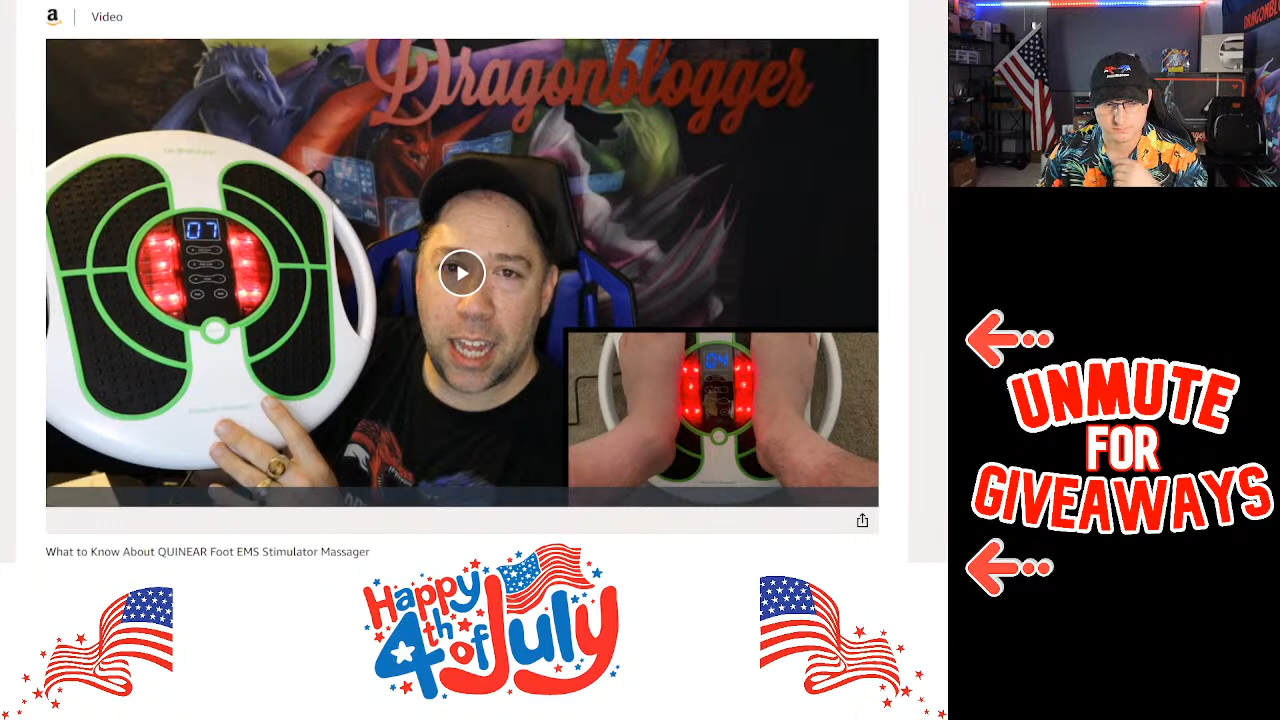 a
Video
Dragonblogger
QUINEAR
07
04
What to Know About QUINEAR Foot EMS Stimulator Massager
Happy
4th
of
July
UNMUTE
FOR
GIVEAWAYS